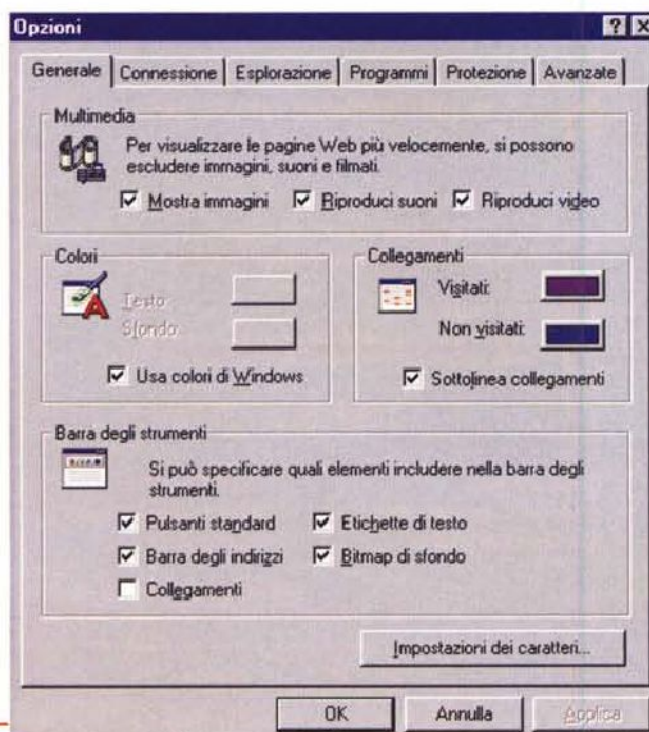 Opzioni
Generale Connessione Esplorazione Programmi Protezione Avanzate
Multimedia
Per visualizzare le pagine Web più velocemente, si possono
escludere immagini, suoni e filmati.
Mostra immagini Riproduci suoni Riproduci video
Colori
Testo
Sfondo
Usa colori di Windows
Collegamenti
Visitati:
Non visitati:
Sottolinea collegamenti
Barra degli strumenti
Si può specificare quali elementi includere nella barra degli
strumenti.
Pulsanti standard Etichette di testo
Barra degli indirizzi Bitmap di sfondo
Collegamenti
Impostazioni dei caratteri...
OK Annulla Applica